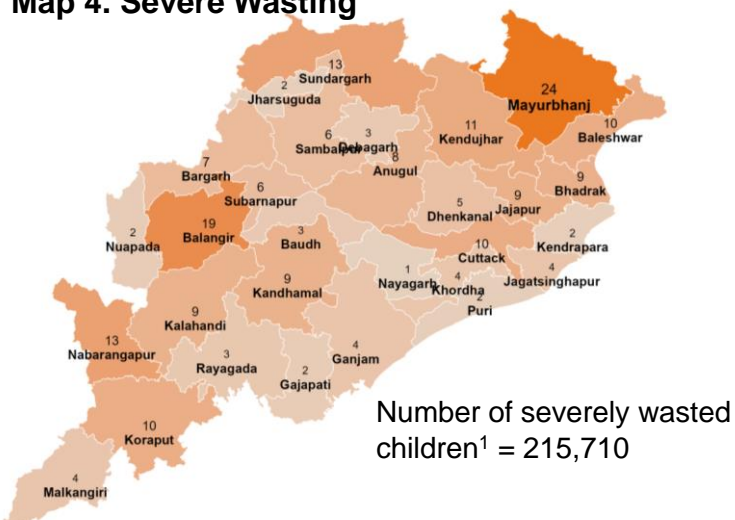 Map 4: Severe Wasting
13
Sundargarh
2
Jharsuguda
24
Mayurbhanj
11
Kendujhar
10
Baleshwar
6
Sambalpur
3
Debagarh
8
Anugul
7
Bargarh
6
Subarnapur
9
Bhadrak
9
Jajapur
5
Dhenkanal
2
Nuapada
19
Balangir
3
Baudh
10
Cuttack
2
Kendrapara
1
Nayagarh
4
Khordha
4
Jagatsinghapur
2
Puri
9
Kandhamal
9
Kalahandi
13
Nabarangapur
3
Rayagada
2
Gajapati
4
Ganjam
10
Koraput
4
Malkangiri
Number of severely wasted
children¹ = 215,710